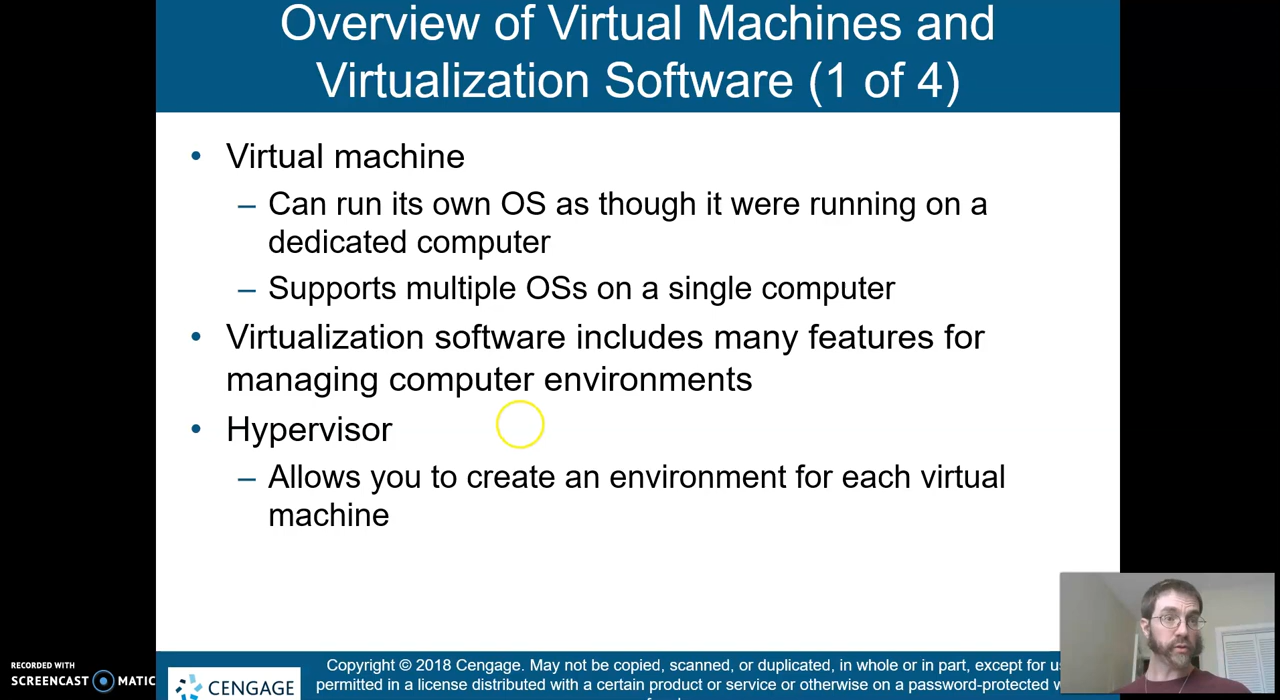 Overview of Virtual Machines and
Virtualization Software (1 of 4)
• Virtual machine
– Can run its own OS as though it were running on a
dedicated computer
– Supports multiple OSs on a single computer
• Virtualization software includes many features for
managing computer environments
• Hypervisor
– Allows you to create an environment for each virtual
machine
RECORDED WITH
SCREENCAST MATIC
CENGAGE
Copyright © 2018 Cengage. May not be copied, scanned, or duplicated, in whole or in part, except for
permitted in a license distributed with a certain product or service or otherwise on a password-protected